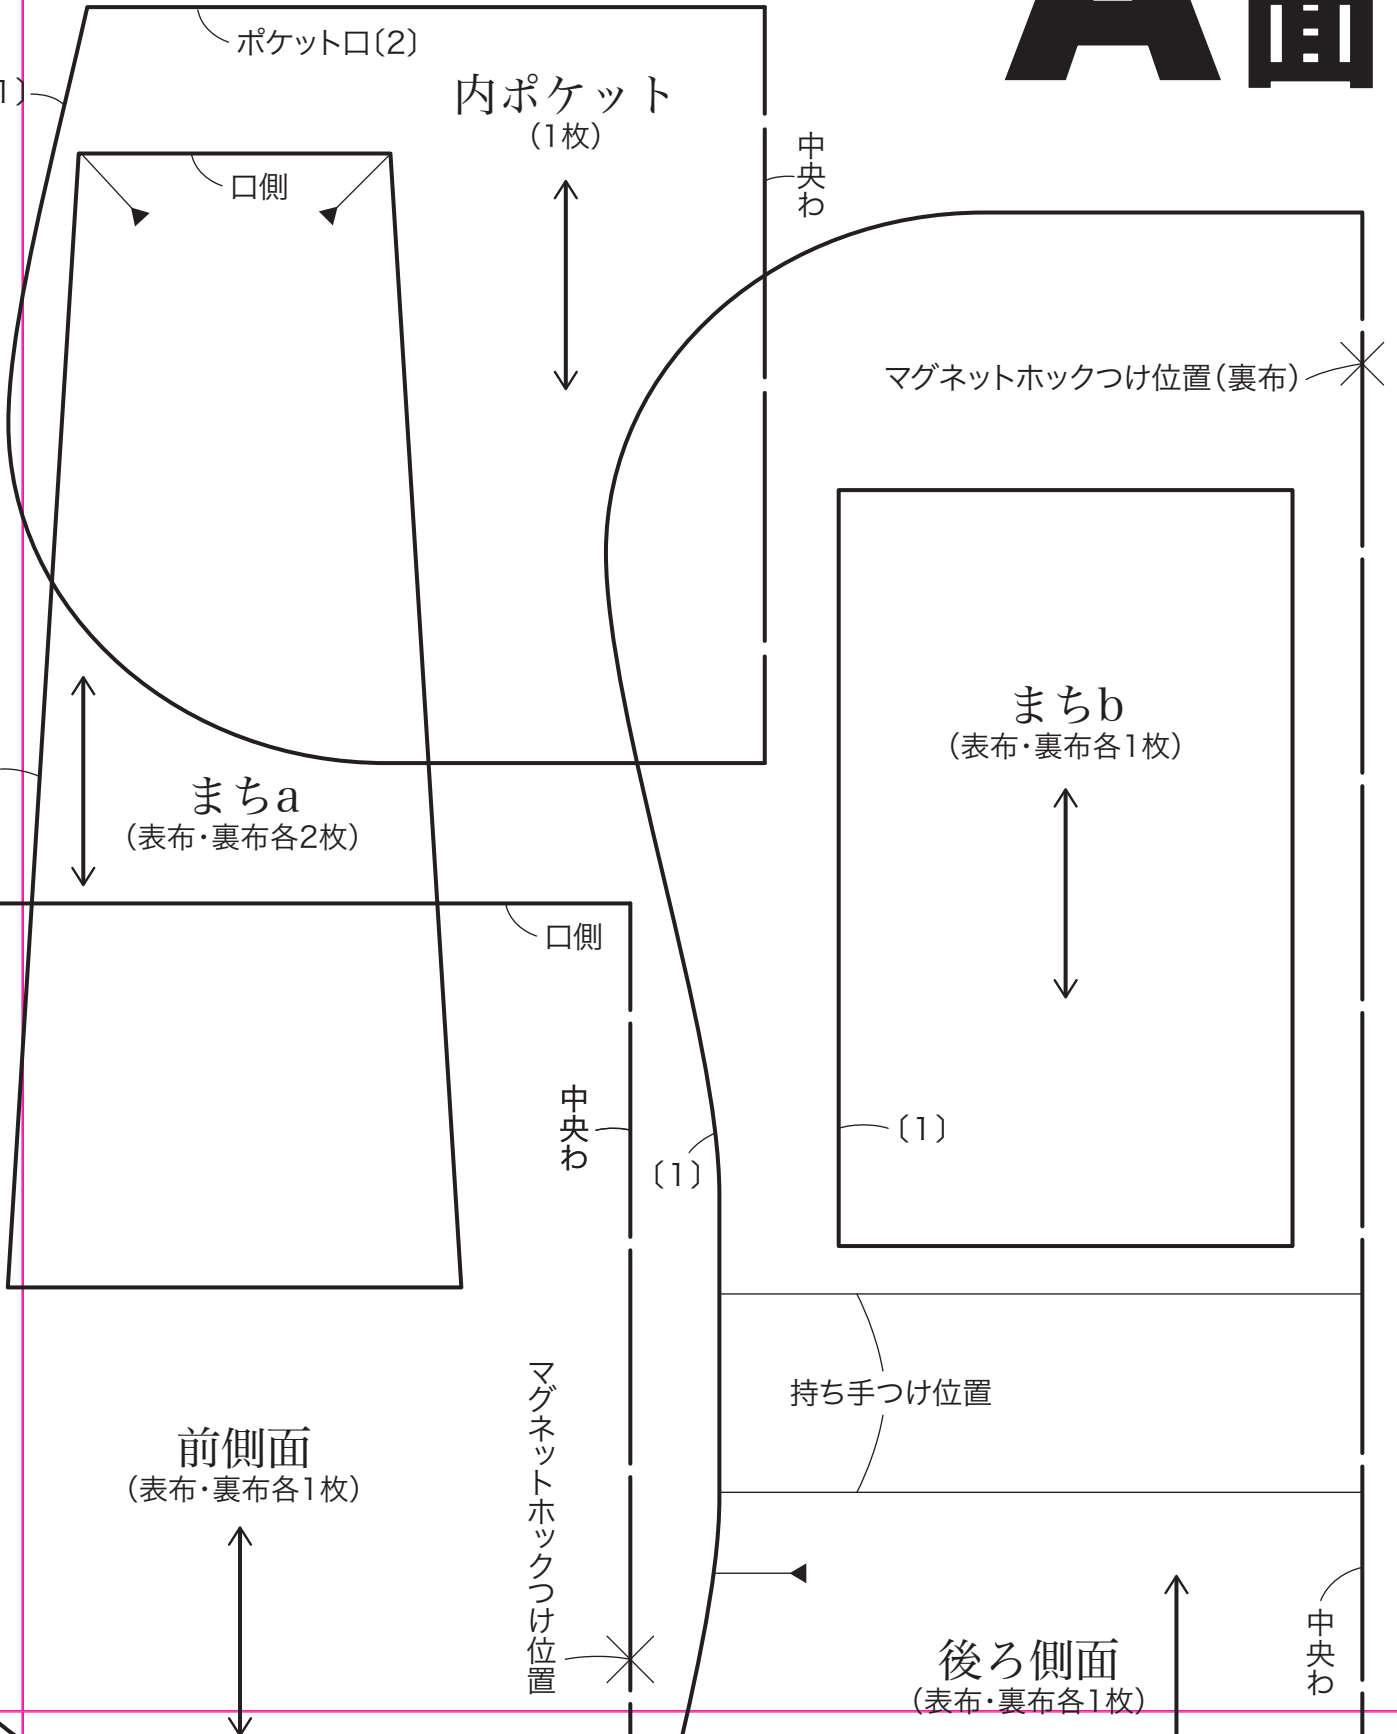 A面
ポケット口〔2〕
1〕
内ポケット
(1枚)
中央わ
口側
マグネットホックつけ位置(裏布)
まちb
(表布・裏布各1枚)
まちa
(表布・裏布各2枚)
口側
中央わ
〔1〕
〔1〕
マグネットホックつけ位置
持ち手つけ位置
前側面
(表布・裏布各1枚)
後ろ側面
(表布・裏布各1枚)
中央わ